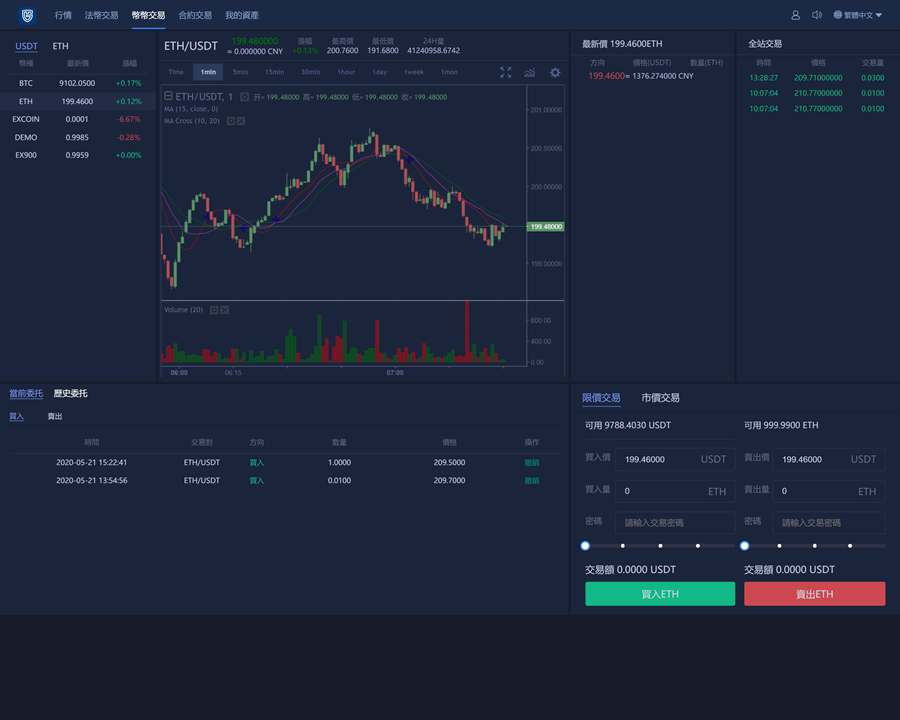 行情 法幣交易 幣幣交易 合約交易 我的資產 繁體中文
USDT ETH
幣種 最新價 漲幅
BTC 9102.0500 +0.17%
ETH 199.4600 +0.12%
EXCOIN 0.0001 -6.67%
DEMO 0.9985 -0.28%
EX900 0.9959 +0.00%
ETH/USDT 199.480000 漲幅 最高價 最低價 24H量
= 0.000000 CNY +0.13% 200.7600 191.6800 41240958.6742
Time 1min 5min 15min 30min 1hour 1day 1week 1mon
ETH/USDT, 1 开= 199.48000 高= 199.48000 低= 199.48000 收= 199.48000
MA (15, close, 0)
MA Cross (10, 20)
201.00000
200.50000
200.00000
199.48000
199.00000
Volume (20)
800.00
400.00
0.00
06:00 06:15 07:00
最新價 199.4600ETH
方向 價格(USDT) 數量(ETH)
199.4600= 1376.274000 CNY
全站交易
時間 價格 交易量
13:28:27 209.71000000 0.0300
10:07:04 210.77000000 0.0100
10:07:04 210.77000000 0.0100
當前委托 歷史委托
買入 賣出
時間 交易對 方向 數量 價格 操作
2020-05-21 15:22:41 ETH/USDT 買入 1.0000 209.5000 撤銷
2020-05-21 13:54:56 ETH/USDT 買入 0.0100 209.7000 撤銷
限價交易 市價交易
可用 9788.4030 USDT
買入價 199.46000 USDT
買入量 0 ETH
密碼 請輸入交易密碼
交易額 0.0000 USDT
買入ETH
可用 999.9900 ETH
賣出價 199.46000 USDT
賣出量 0 ETH
密碼 請輸入交易密碼
交易額 0.0000 USDT
賣出ETH